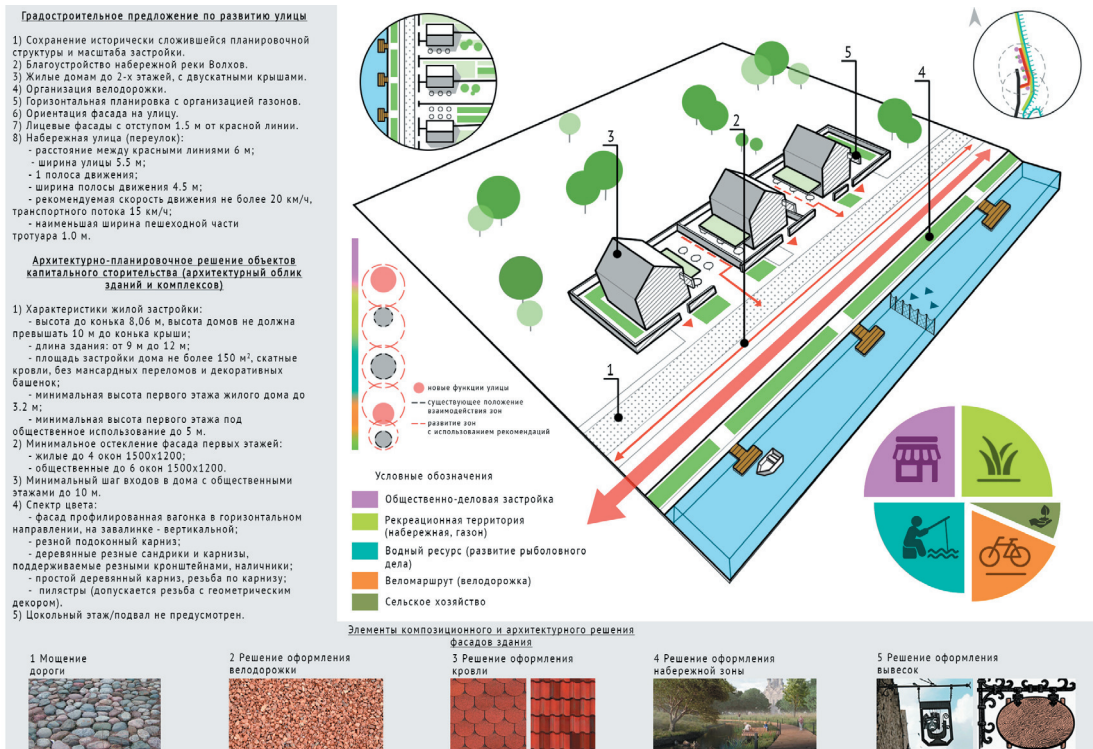 Градостроительное предложение по развитию улицы
1) Сохранение исторически сложившейся планировочной
структуры и масштаба застройки.
2) Благоустройство набережной реки Волхов.
3) Жилые домам до 2-х этажей, с двускатными крышами.
4) Организация велодорожки.
5) Горизонтальная планировка с организацией газонов.
6) Ориентация фасада на улицу.
7) Лицевые фасады с отступом 1.5 м от красной линии.
8) Набережная улица (переулок):
- расстояние между красными линиями 6 м;
- ширина улицы 5.5 м;
- 1 полоса движения;
- ширина полосы движения 4.5 м;
- рекомендуемая скорость движения не более 20 км/ч,
транспортного потока 15 км/ч;
- наименьшая ширина пешеходной части
тротуара 1.0 м.
Архитектурно-планировочное решение объектов
капитального сторительства (архитектурный облик
зданий и комплексов)
1) Характеристики жилой застройки:
- высота до конька 8,06 м, высота домов не должна
превышать 10 м до конька крыши;
- длина здания: от 9 м до 12 м;
- площадь застройки дома не более 150 м², скатные
кровли, без мансардных переломов и декоративных
башенок;
- минимальная высота первого этажа жилого дома до
3.2 м;
- минимальная высота первого этажа под
общественное использование до 5 м.
2) Минимальное остекление фасада первых этажей:
- жилые до 4 окон 1500х1200;
- общественные до 6 окон 1500х1200.
3) Минимальный шаг входов в дома с общественными
этажами до 10 м.
4) Спектр цвета:
- фасад профилированная вагонка в горизонтальном
направлении, на завалинке - вертикальной;
- резной подоконный карниз;
- деревянные резные сандрики и карнизы,
поддерживаемые резными кронштейнами, наличники;
- простой деревянный карниз, резьба по карнизу;
- пилястры (допускается резьба с геометрическим
декором).
5) Цокольный этаж/подвал не предусмотрен.
5
4
2
3
1
новые функции улицы
существующее положение
взаимодействия зон
развитие зон
с использованием рекомендаций
Условные обозначения
Общественно-деловая застройка
Рекреационная территория
(набережная, газон)
Водный ресурс (развитие рыболовного
дела)
Веломаршрут (велодорожка)
Сельское хозяйство
Элементы композиционного и архитектурного решения
фасадов здания
1 Мощение
дороги
2 Решение оформления
велодорожки
3 Решение оформления
кровли
4 Решение оформления
набережной зоны
5 Решение оформления
вывесок